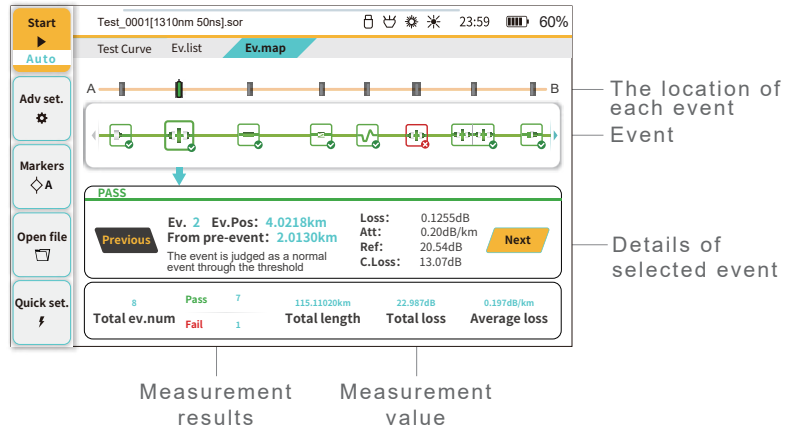 Start
Test_0001[1310nm 50ns].sor
23:59
60%
Auto
Test Curve
Ev.list
Ev.map
Adv set.
A
B
The location of
each event
Event
Markers
A
PASS
Open file
Previous
Ev. 2 Ev.Pos: 4.0218km
From pre-event: 2.0130km
The event is judged as a normal
event through the threshold
Loss: 0.1255dB
Att: 0.20dB/km
Ref: 20.54dB
C.Loss: 13.07dB
Next
Details of
selected event
Quick set.
8
Total ev.num
Pass 7
Fail 1
115.11020km
Total length
22.987dB
Total loss
0.197dB/km
Average loss
Measurement
results
Measurement
value